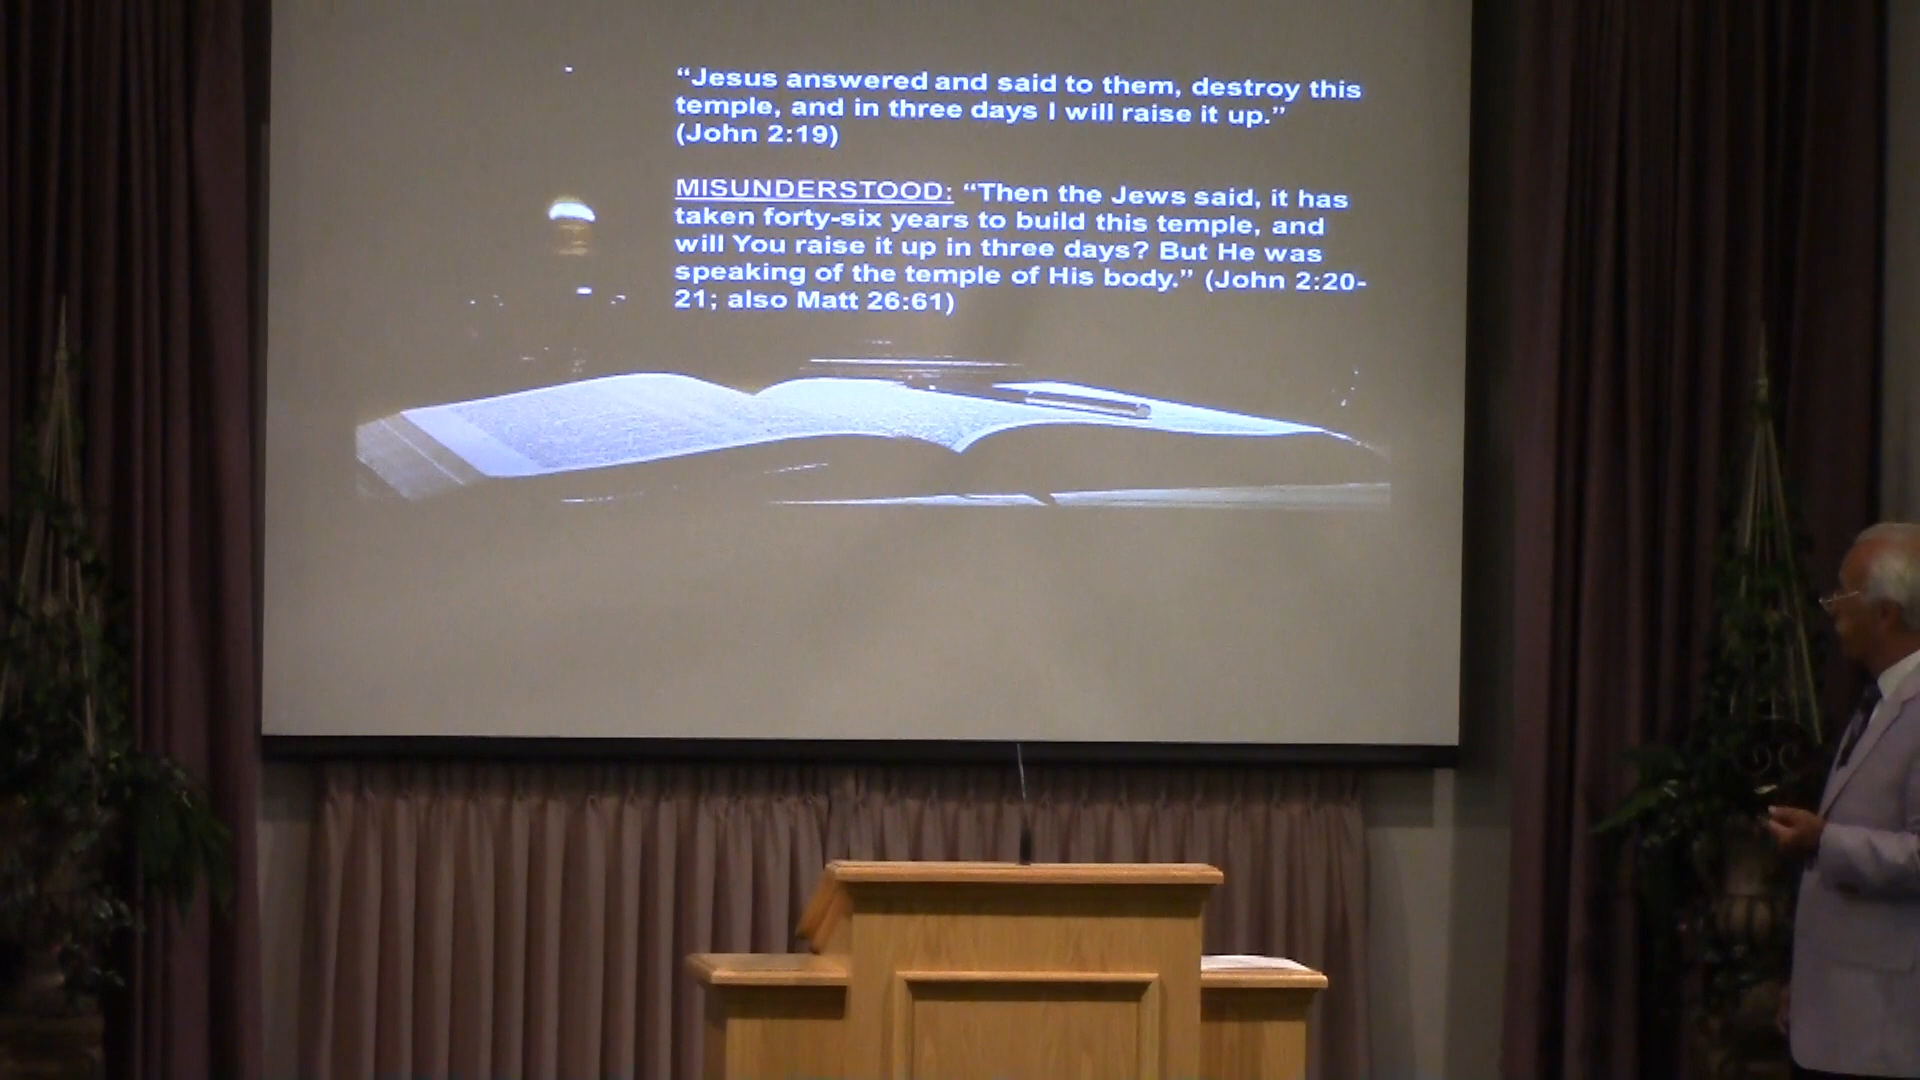 “Jesus answered and said to them, destroy this
temple, and in three days I will raise it up.”
(John 2:19)
MISUNDERSTOOD: “Then the Jews said, it has
taken forty-six years to build this temple, and
will You raise it up in three days? But He was
speaking of the temple of His body.” (John 2:20-
21; also Matt 26:61)